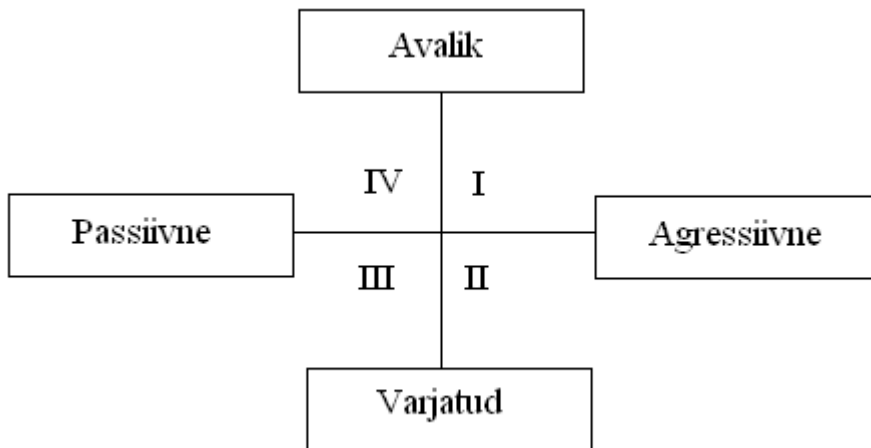 Avalik
IV
I
Passiivne
Agressiivne
III
II
Varjatud